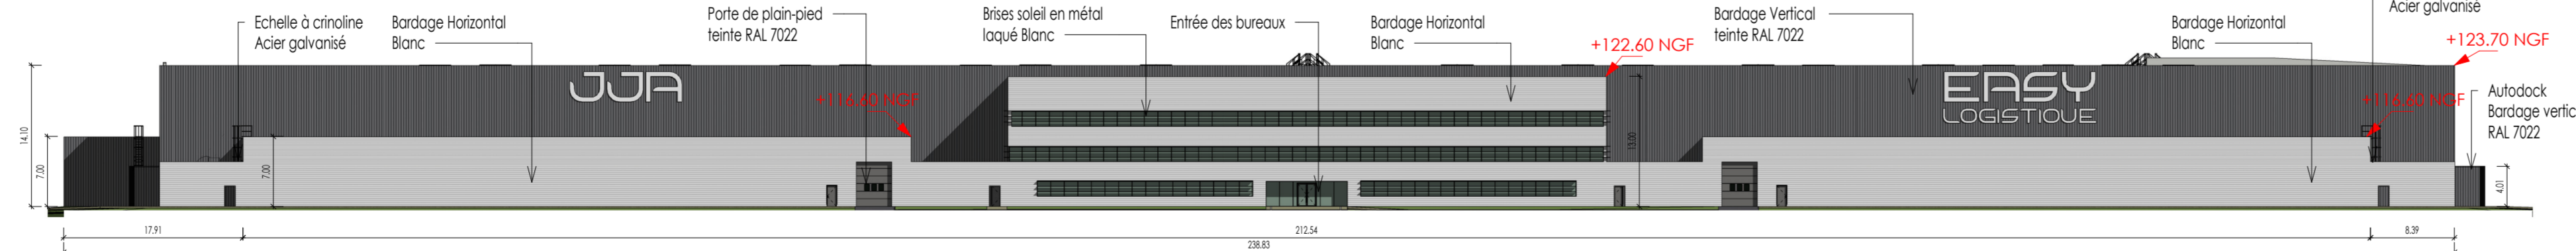 Echelle à crinoline
Acier galvanisé
Bardage Horizontal
Blanc
Porte de plain-pied
teinte RAL 7022
Brises soleil en métal
laqué Blanc
Entrée des bureaux
Bardage Horizontal
Blanc
+122.60 NGF
Bardage Vertical
teinte RAL 7022
Bardage Horizontal
Blanc
Acier galvanisé
+123.70 NGF
JJA
+116.60 NGF
EASY
LOGISTIQUE
+116.60 NGF
Autodock
Bardage vertic
RAL 7022
14.10
7.00
7.00
13.00
4.01
17.91
212.54
8.39
238.83